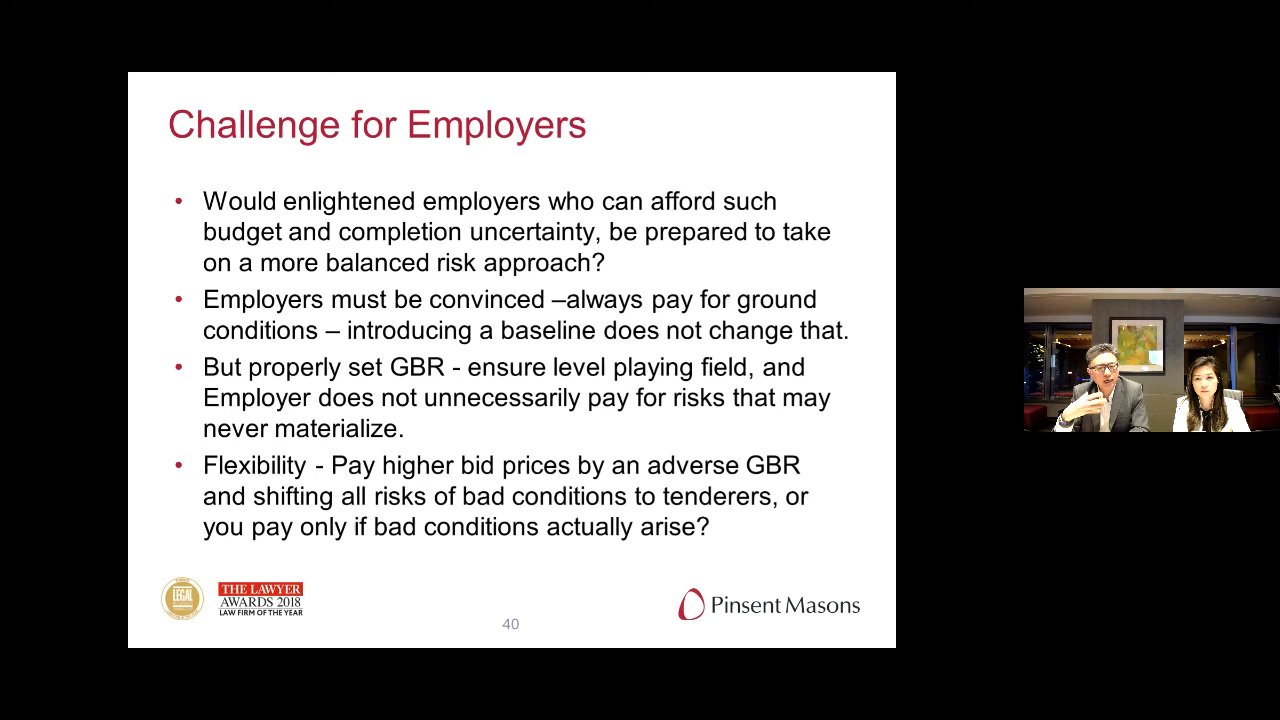 Challenge for Employers
• Would enlightened employers who can afford such
budget and completion uncertainty, be prepared to take
on a more balanced risk approach?
• Employers must be convinced –always pay for ground
conditions – introducing a baseline does not change that.
• But properly set GBR - ensure level playing field, and
Employer does not unnecessarily pay for risks that may
never materialize.
• Flexibility - Pay higher bid prices by an adverse GBR
and shifting all risks of bad conditions to tenderers, or
you pay only if bad conditions actually arise?
LEGAL
THE LAWYER
AWARDS 2018
LAW FIRM OF THE YEAR
Pinsent Masons
40